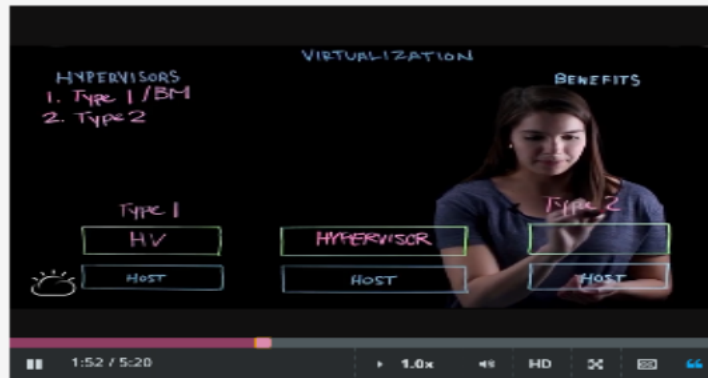 VIRTUALIZATION
HYPERVISORS
1. Type 1/BM
2. Type 2
BENEFITS
Type 1
HV
HOST
HYPERVISOR
HOST
Type 2
HOST
1:52 / 5:20
1.0x
HD